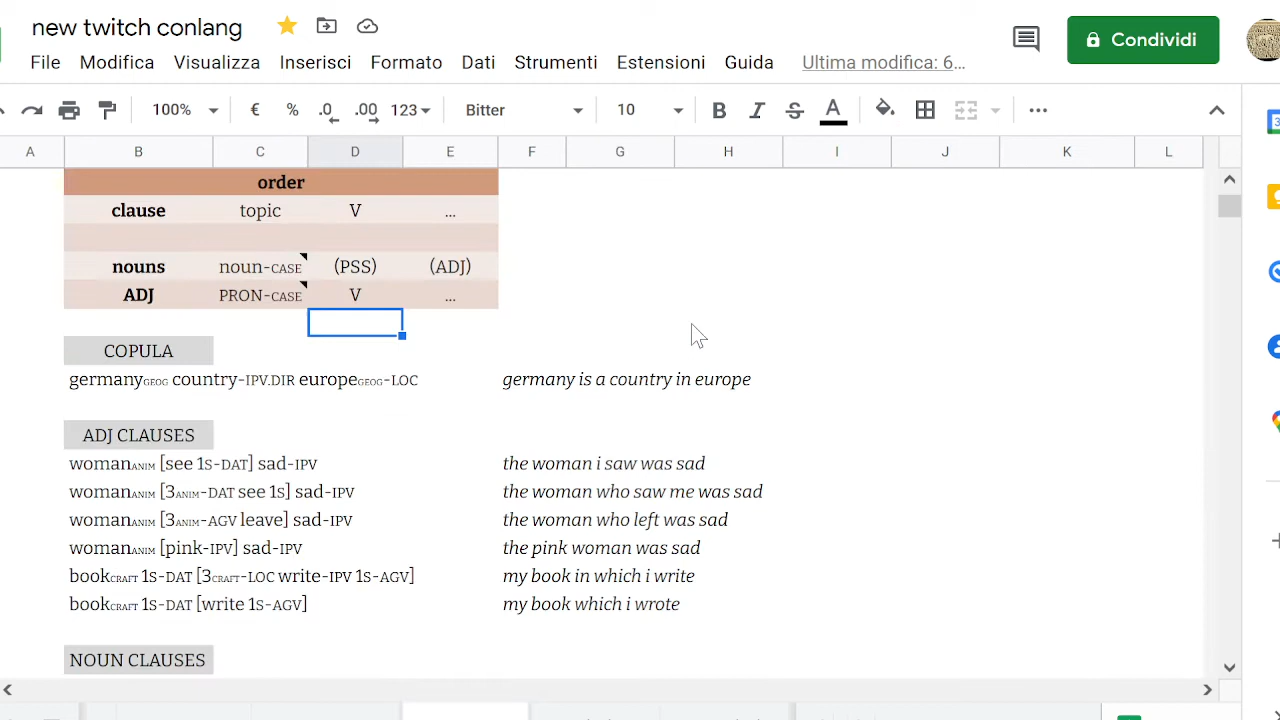 new twitch conlang
Condividi
File Modifica Visualizza Inserisci Formato Dati Strumenti Estensioni Guida Ultima modifica: 6…
100% € % .0 .00 123 Bitter 10 B I S A
A B C D E F G H I J K L
order
clause topic V ...
nouns noun-CASE (PSS) (ADJ)
ADJ PRON-CASE V ...
COPULA
germanyGEOG country-IPV.DIR europeGEOG-LOC germany is a country in europe
ADJ CLAUSES
womanANIM [see 1S-DAT] sad-IPV the woman i saw was sad
womanANIM [3ANIM-DAT see 1S] sad-IPV the woman who saw me was sad
womanANIM [3ANIM-AGV leave] sad-IPV the woman who left was sad
womanANIM [pink-IPV] sad-IPV the pink woman was sad
bookCRAFT 1S-DAT [3CRAFT-LOC write-IPV 1S-AGV] my book in which i write
bookCRAFT 1S-DAT [write 1S-AGV] my book which i wrote
NOUN CLAUSES